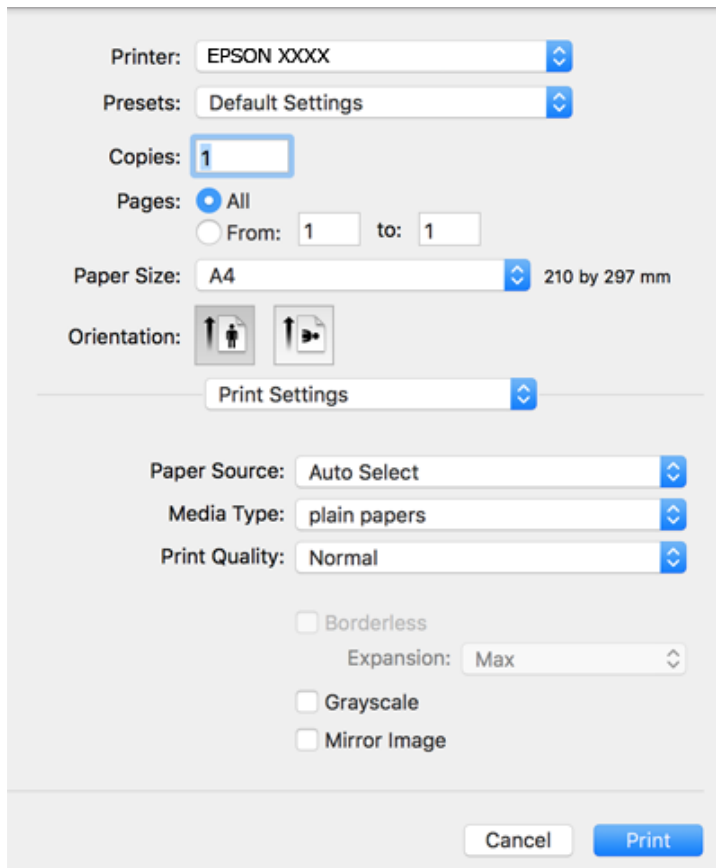 Printer: EPSON XXXX
Presets: Default Settings
Copies: 1
Pages: All
From: 1 to: 1
Paper Size: A4 210 by 297 mm
Orientation:
Print Settings
Paper Source: Auto Select
Media Type: plain papers
Print Quality: Normal
Borderless
Expansion: Max
Grayscale
Mirror Image
Cancel Print